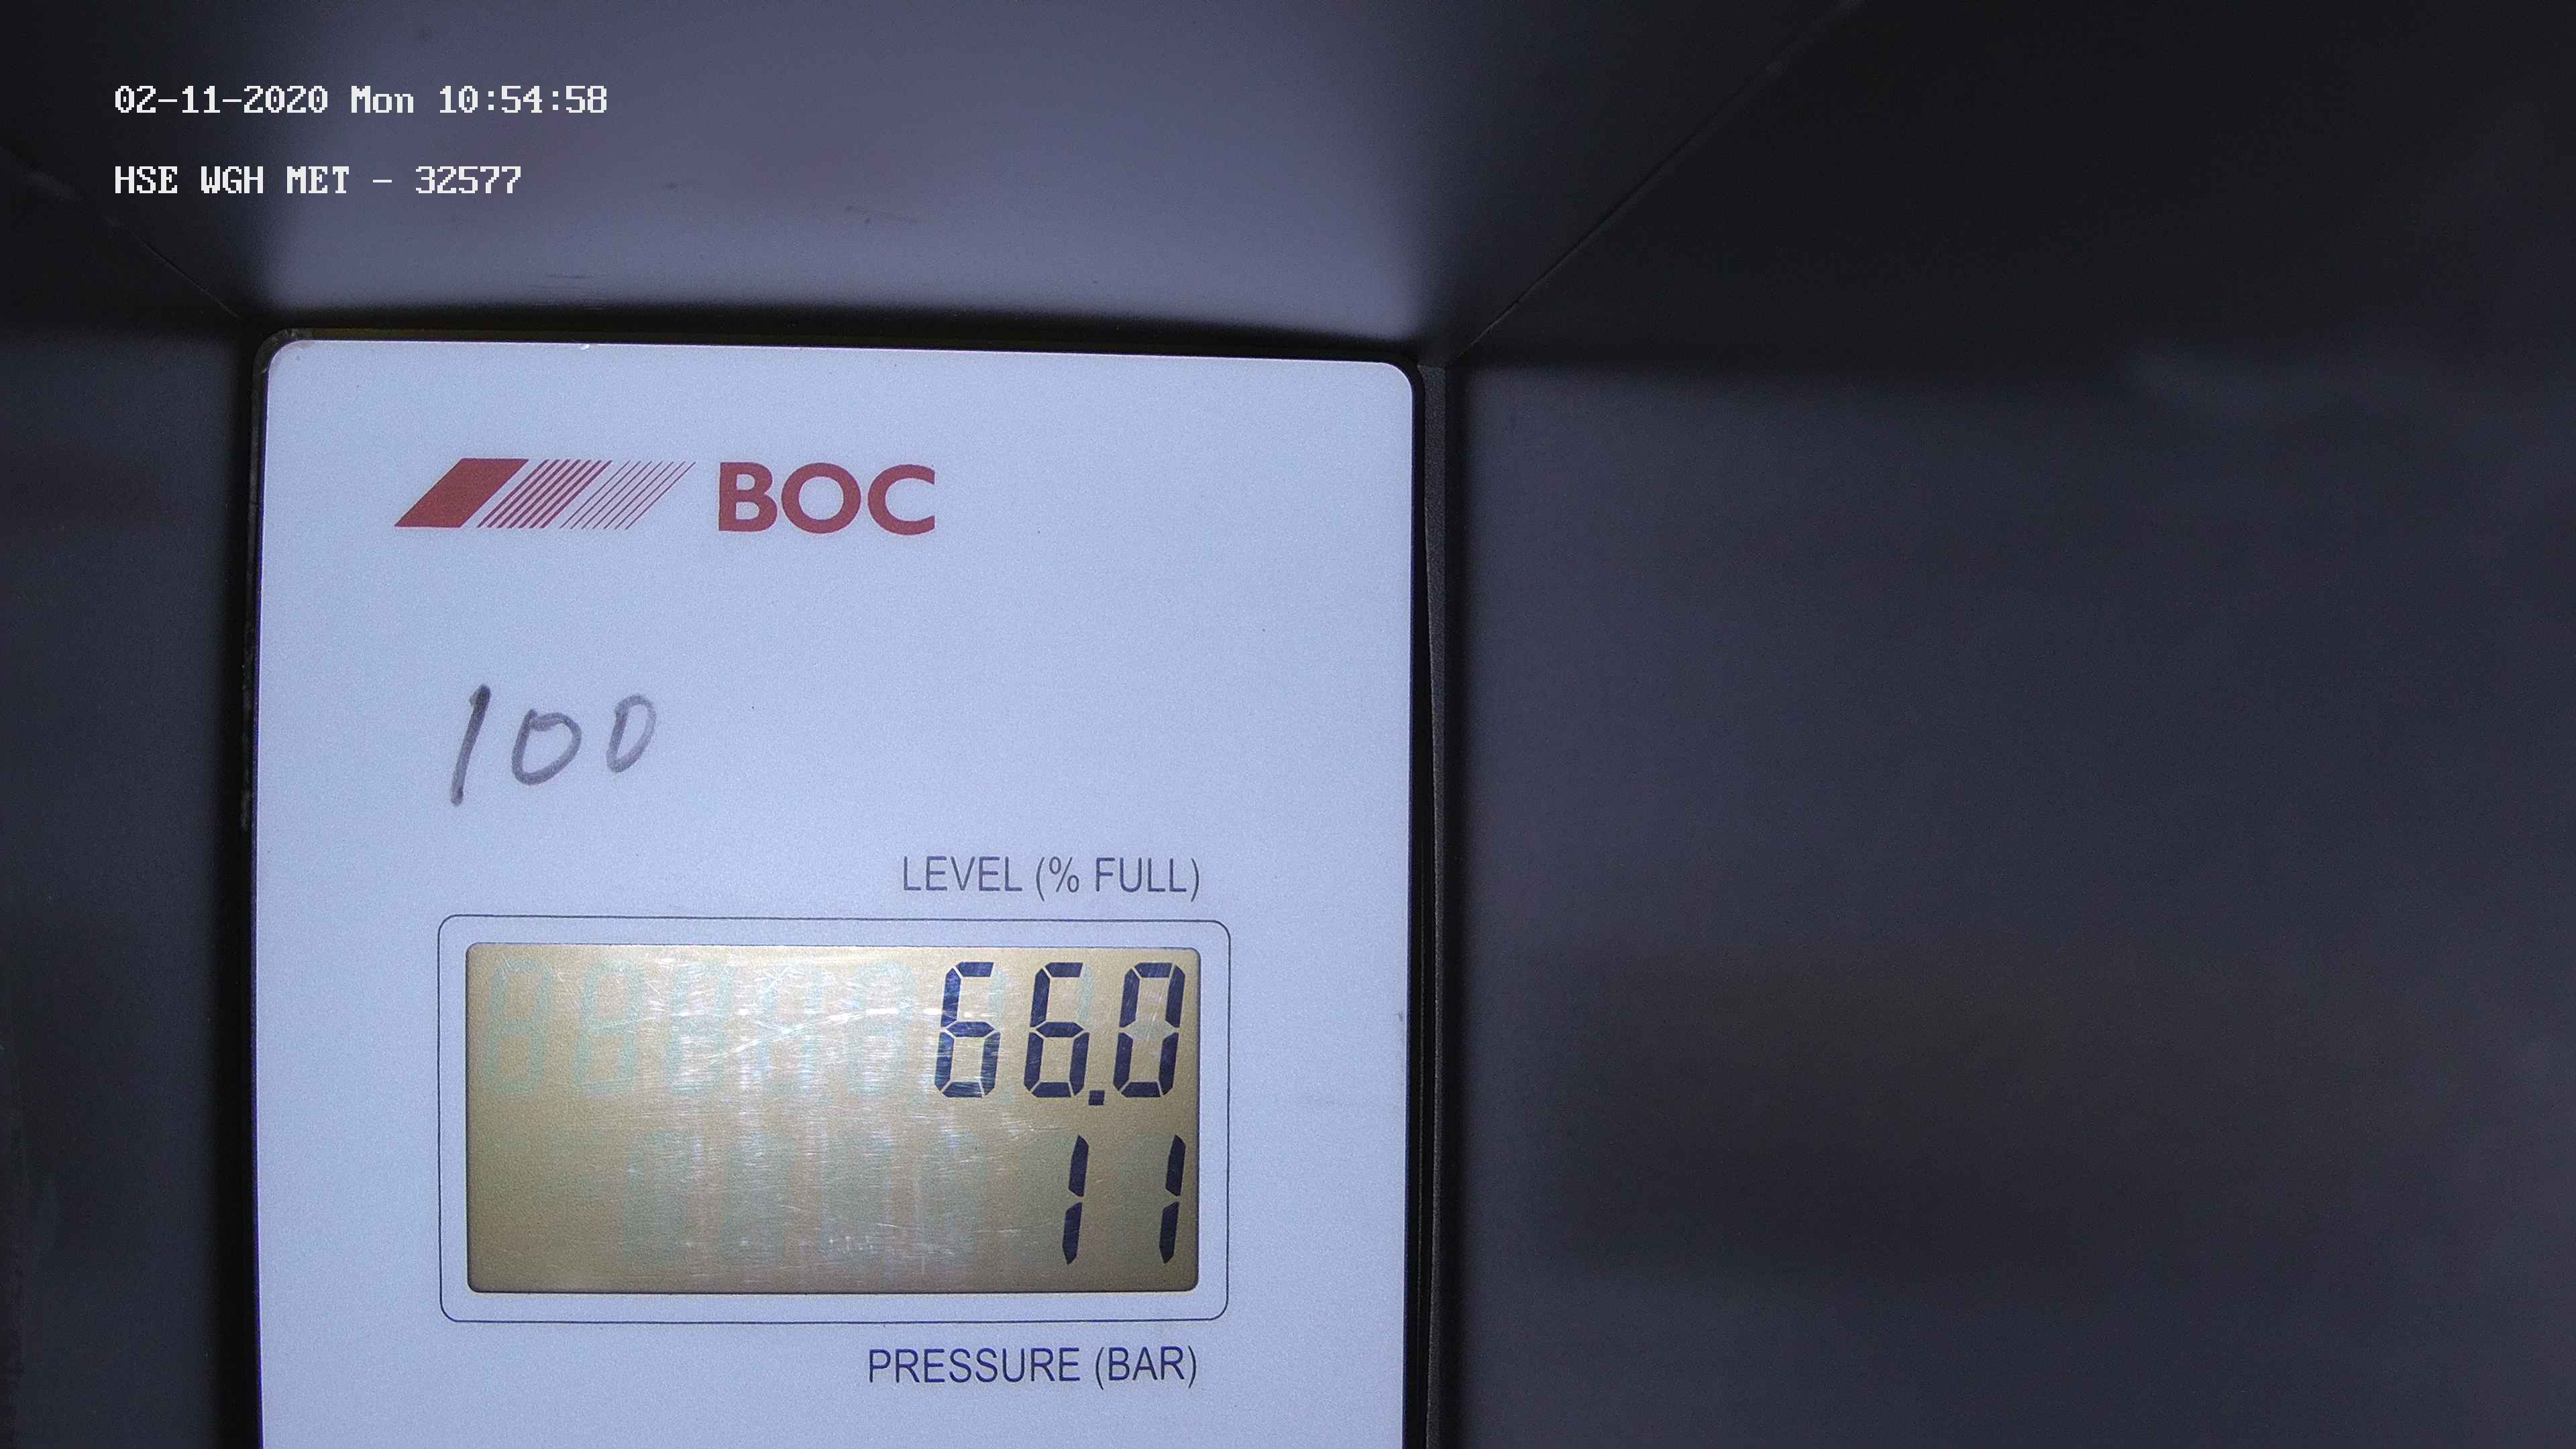 02-11-2020 Mon 10:54:58
HSE WGH MET - 32577
BOC
100
LEVEL (% FULL)
66.0
11
PRESSURE (BAR)